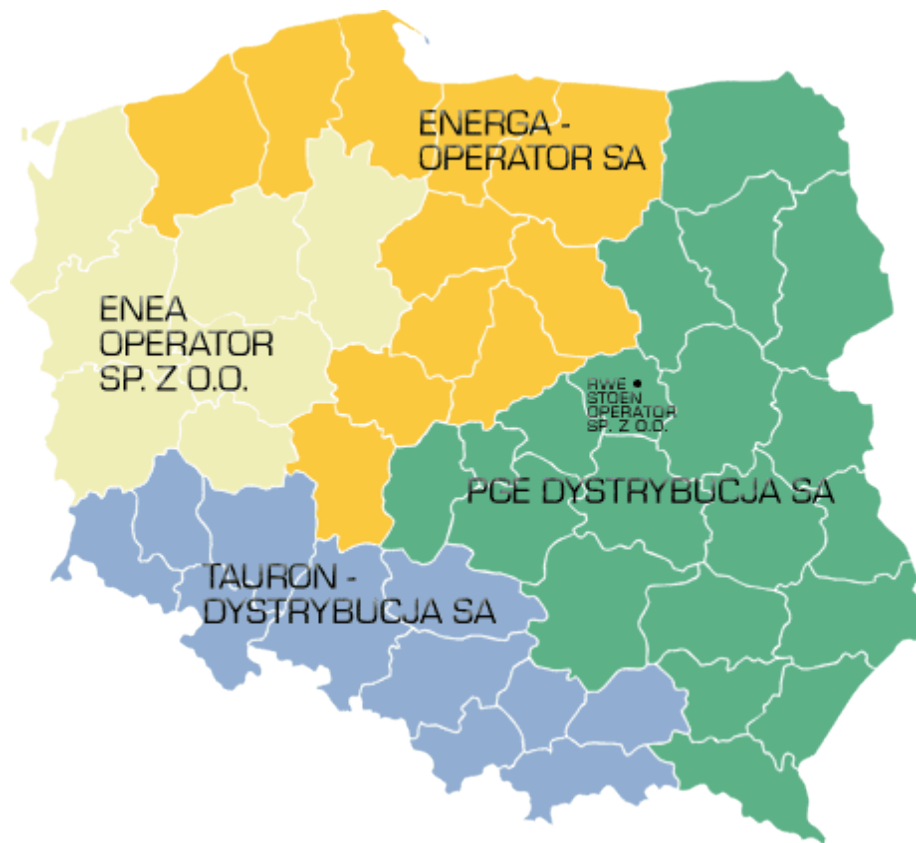 ENERGA -
OPERATOR SA
ENEA
OPERATOR
SP. Z O.O.
RWE •
STOEN
OPERATOR
SP. Z O.O.
PGE DYSTRYBUCJA SA
TAURON -
DYSTRYBUCJA SA